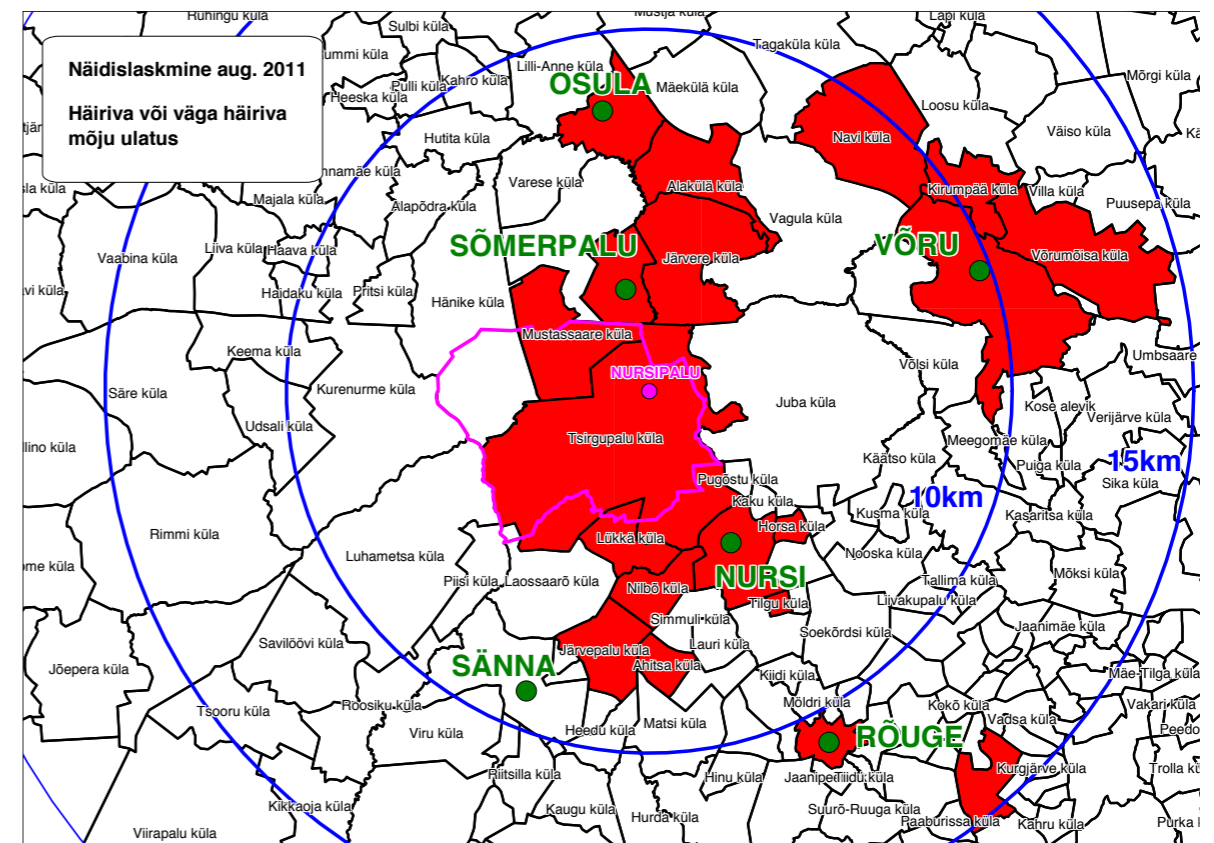 Näidislaskmine aug. 2011
Häiriva või väga häiriva
mõju ulatus
Ruhingu küla
Sulbi küla
Mustja küla
Lapi küla
Tagaküla küla
Lilli-Anne küla
OSULA
Mäekülä küla
Mõrgi küla
Pulli küla
Kahro küla
Heeska küla
Loosu küla
Väiso küla
Hutita küla
Navi küla
Varese küla
Alakülä küla
Kirumpää küla
Villa küla
Puusepa küla
Majala küla
Alapõdra küla
Vagula küla
Vaabina küla
Liiva küla
Haava küla
SÕMERPALU
VÕRU
Järvere küla
Võrumõisa küla
Haidaku küla
Pritsi küla
Hänike küla
Mustassaare küla
Keema küla
Umbsaare
Võlsi küla
NURSIPALU
Säre küla
Kurenurme küla
Juba küla
Kose alevik
Verijärve küla
Udsali küla
Tsirgupalu küla
Meegomäe küla
Käätso küla
Puiga küla
15km
Sika küla
Pugõstu küla
10km
Kaku küla
Kusma küla
Kasaritsa küla
Rimmi küla
Horsa küla
Lükkä küla
Luhametsa küla
Nooska küla
NURSI
Piisi küla
Laossaarõ küla
Nilbõ küla
Tallima küla
Mõksi küla
Tilgu küla
Liivakupalu küla
Simmuli küla
Jaanimäe küla
Savilöövi küla
Lauri küla
Soekõrdsi küla
Järvepalu küla
Ahitsa küla
SÄNNA
Jõepera küla
Kiidi küla
Mäe-Tilga küla
Roosiku küla
Möldri küla
Kokõ küla
Vakari küla
Tsooru küla
Heedu küla
Matsi küla
Vadsa küla
Viru küla
RÕUGE
Riitsilla küla
Hinu küla
Tiidu küla
Kurgjärve küla
Kikkaoja küla
Kaugu küla
Hurda küla
Suurõ-Ruuga küla
Paaburissa küla
Kahru küla
Viirapalu küla